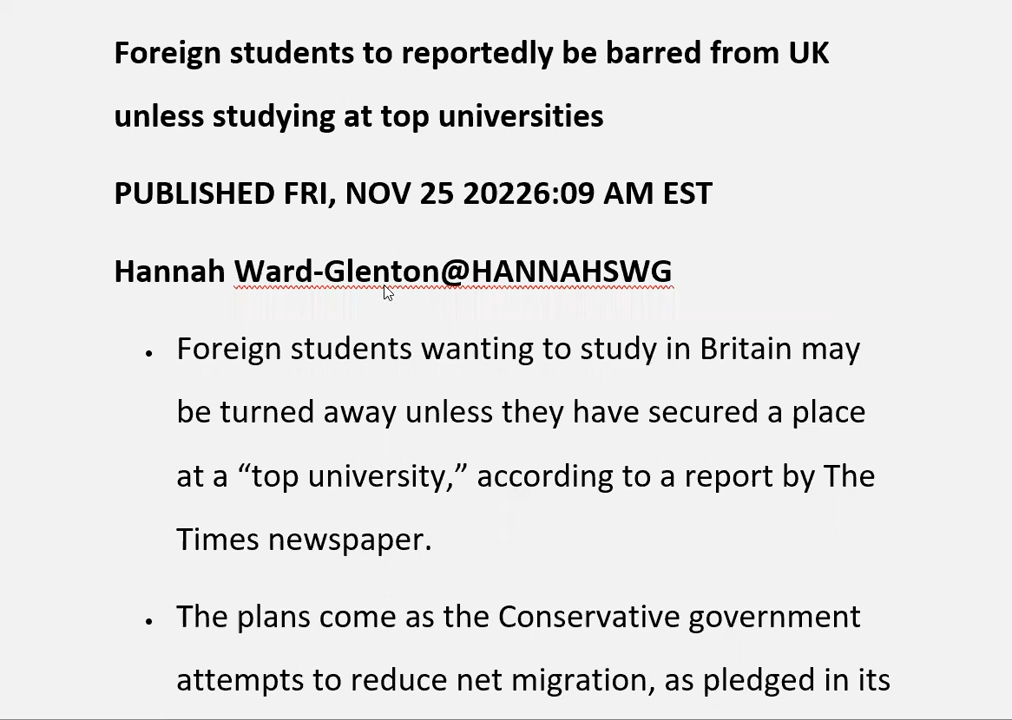 Foreign students to reportedly be barred from UK
unless studying at top universities
PUBLISHED FRI, NOV 25 20226:09 AM EST
Hannah Ward-Glenton@HANNAHSWG
• Foreign students wanting to study in Britain may
be turned away unless they have secured a place
at a “top university,” according to a report by The
Times newspaper.
• The plans come as the Conservative government
attempts to reduce net migration, as pledged in its